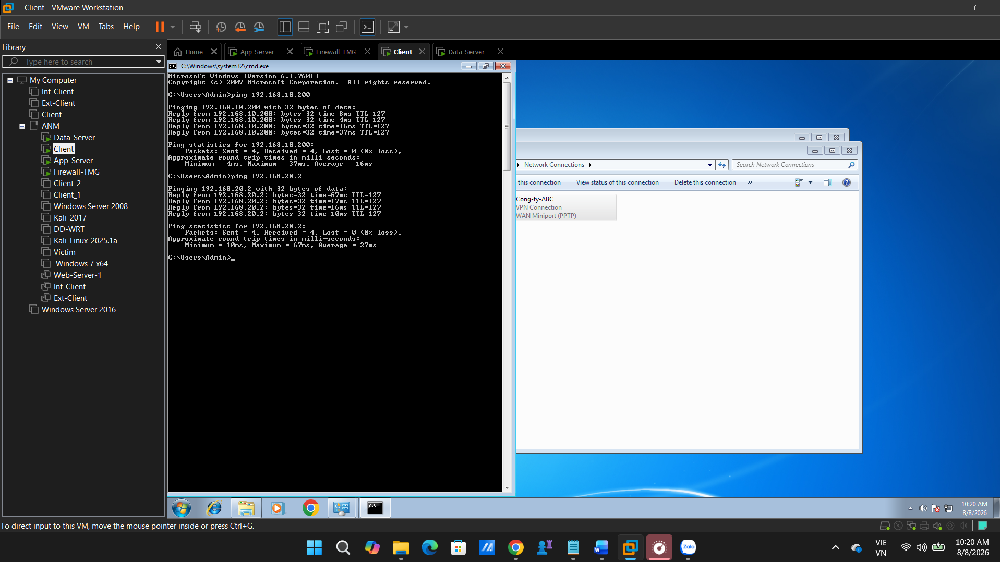 Client - VMware Workstation
File Edit View VM Tabs Help
Library
Type here to search
My Computer
Int-Client
Ext-Client
Client
ANM
Data-Server
Client
App-Server
Firewall-TMG
Client_2
Client_1
Windows Server 2008
Kali-2017
DD-WRT
Kali-Linux-2025.1a
Victim
Windows 7 x64
Web-Server-1
Int-Client
Ext-Client
Windows Server 2016
Home
App-Server
Firewall-TMG
Client
Data-Server
C:\Windows\system32\cmd.exe
Microsoft Windows [Version 6.1.7601]
Copyright (c) 2009 Microsoft Corporation.  All rights reserved.
C:\Users\Admin>ping 192.168.10.200
Pinging 192.168.10.200 with 32 bytes of data:
Reply from 192.168.10.200: bytes=32 time=8ms TTL=127
Reply from 192.168.10.200: bytes=32 time=4ms TTL=127
Reply from 192.168.10.200: bytes=32 time=16ms TTL=127
Reply from 192.168.10.200: bytes=32 time=37ms TTL=127
Ping statistics for 192.168.10.200:
Packets: Sent = 4, Received = 4, Lost = 0 (0% loss),
Approximate round trip times in milli-seconds:
Minimum = 4ms, Maximum = 37ms, Average = 16ms
C:\Users\Admin>ping 192.168.20.2
Pinging 192.168.20.2 with 32 bytes of data:
Reply from 192.168.20.2: bytes=32 time=67ms TTL=127
Reply from 192.168.20.2: bytes=32 time=17ms TTL=127
Reply from 192.168.20.2: bytes=32 time=16ms TTL=127
Reply from 192.168.20.2: bytes=32 time=10ms TTL=127
Ping statistics for 192.168.20.2:
Packets: Sent = 4, Received = 4, Lost = 0 (0% loss),
Approximate round trip times in milli-seconds:
Minimum = 10ms, Maximum = 67ms, Average = 27ms
C:\Users\Admin>_
Network Connections
Search Network Connections
this connection View status of this connection Delete this connection »
Cong-ty-ABC
VPN Connection
WAN Miniport (PPTP)
10:20 AM
8/8/2026
To direct input to this VM, move the mouse pointer inside or press Ctrl+G.
Zalo
VIE
VN
10:20 AM
8/8/2026